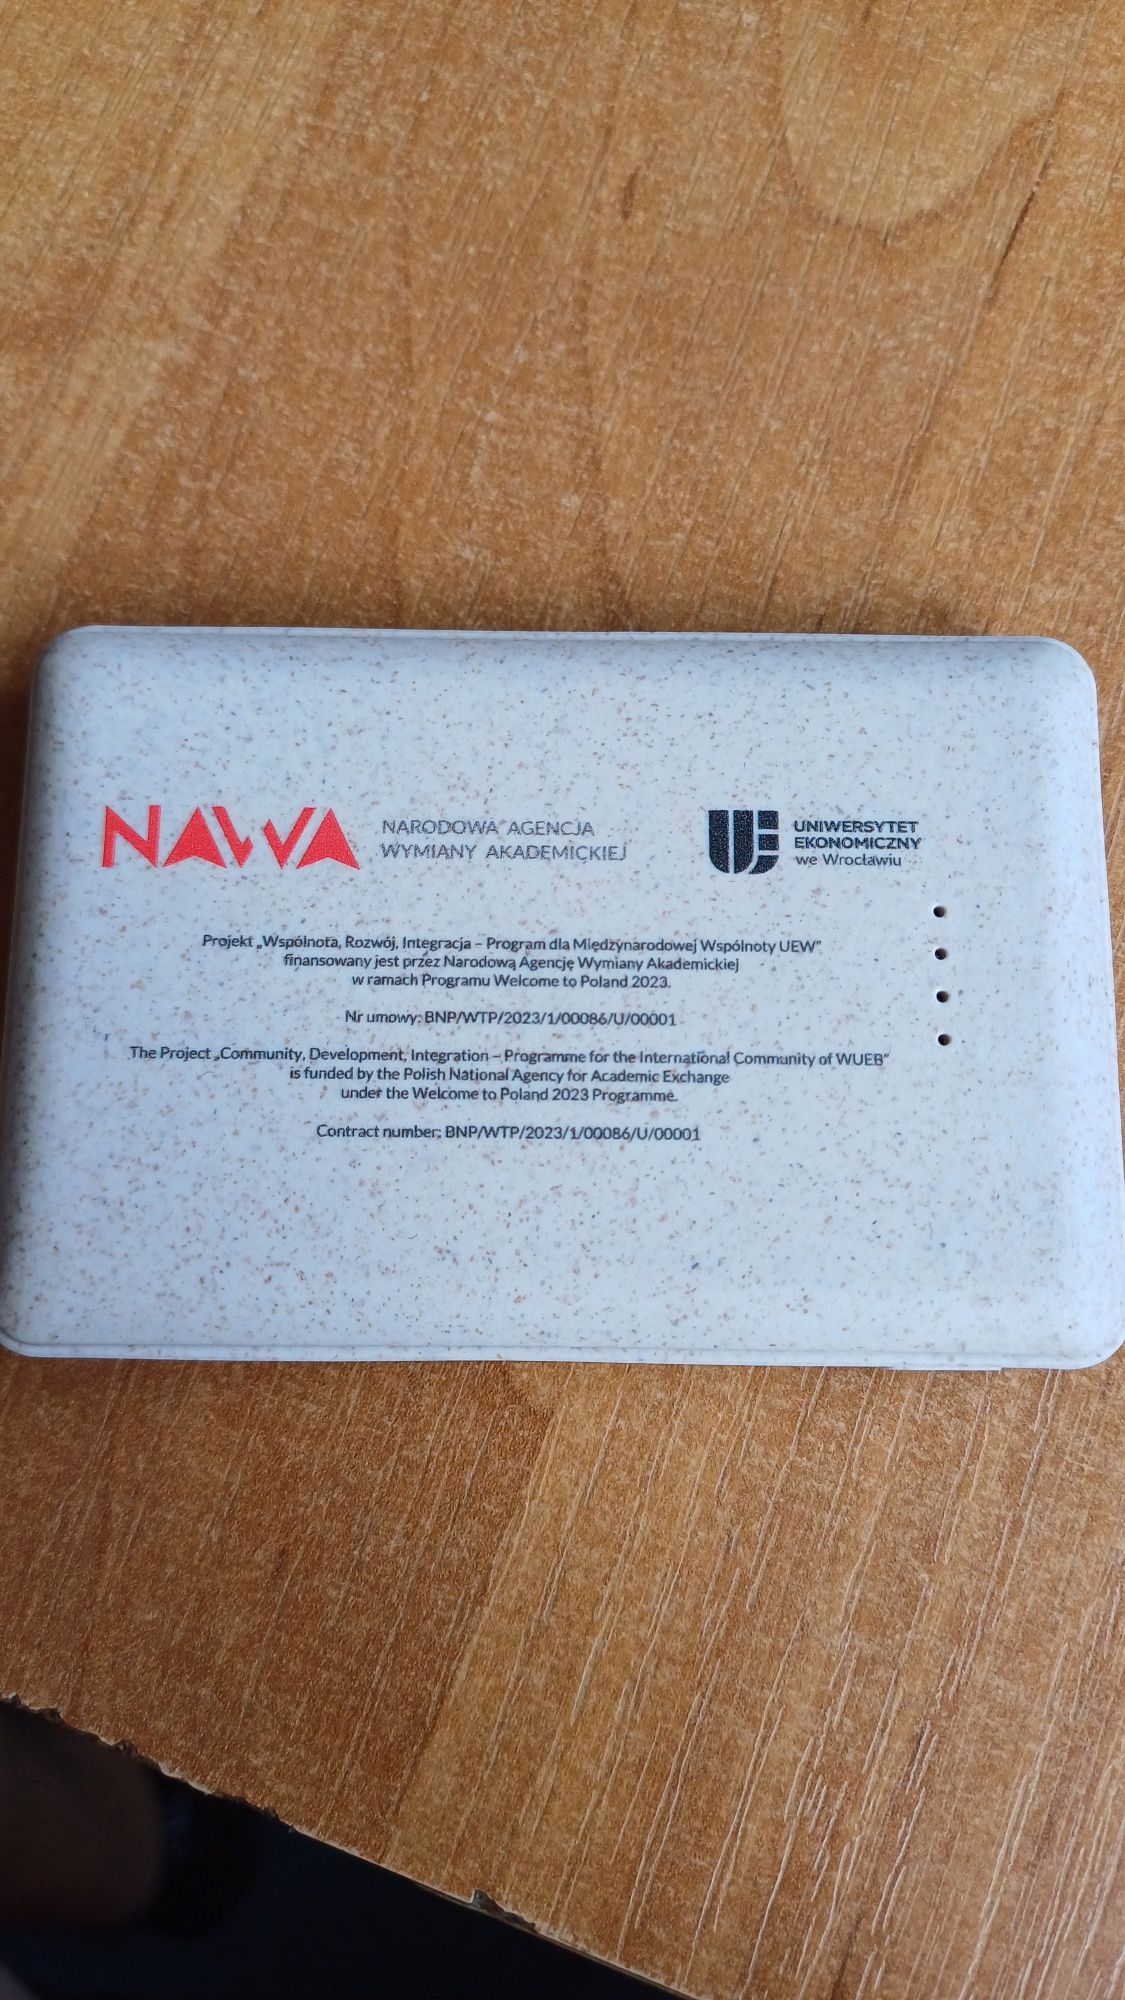 NAWA
NARODOWA AGENCJA
WYMIANY AKADEMICKIEJ
UE
UNIWERSYTET
EKONOMICZNY
we Wrocławiu
Projekt „Wspólnota, Rozwój, Integracja – Program dla Międzynarodowej Wspólnoty UEW”
finansowany jest przez Narodową Agencję Wymiany Akademickiej
w ramach Programu Welcome to Poland 2023.
Nr umowy: BNP/WTP/2023/1/00086/U/00001
The Project „Community, Development, Integration – Programme for the International Community of WUEB”
is funded by the Polish National Agency for Academic Exchange
under the Welcome to Poland 2023 Programme.
Contract number: BNP/WTP/2023/1/00086/U/00001